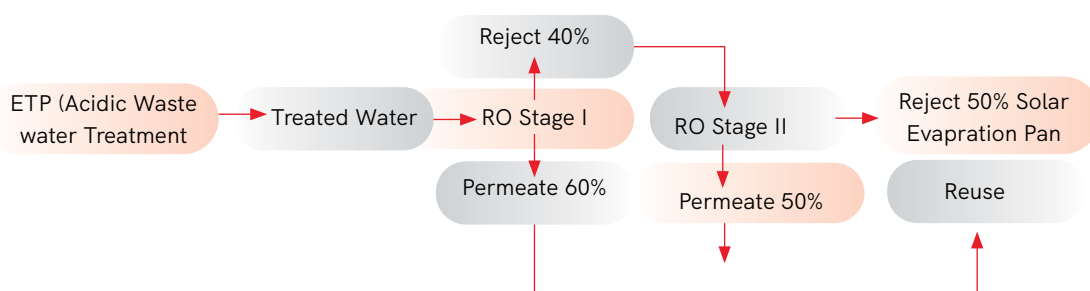 Reject 40%
ETP (Acidic Waste
water Treatment
Treated Water
RO Stage I
RO Stage II
Reject 50% Solar
Evapration Pan
Permeate 60%
Permeate 50%
Reuse